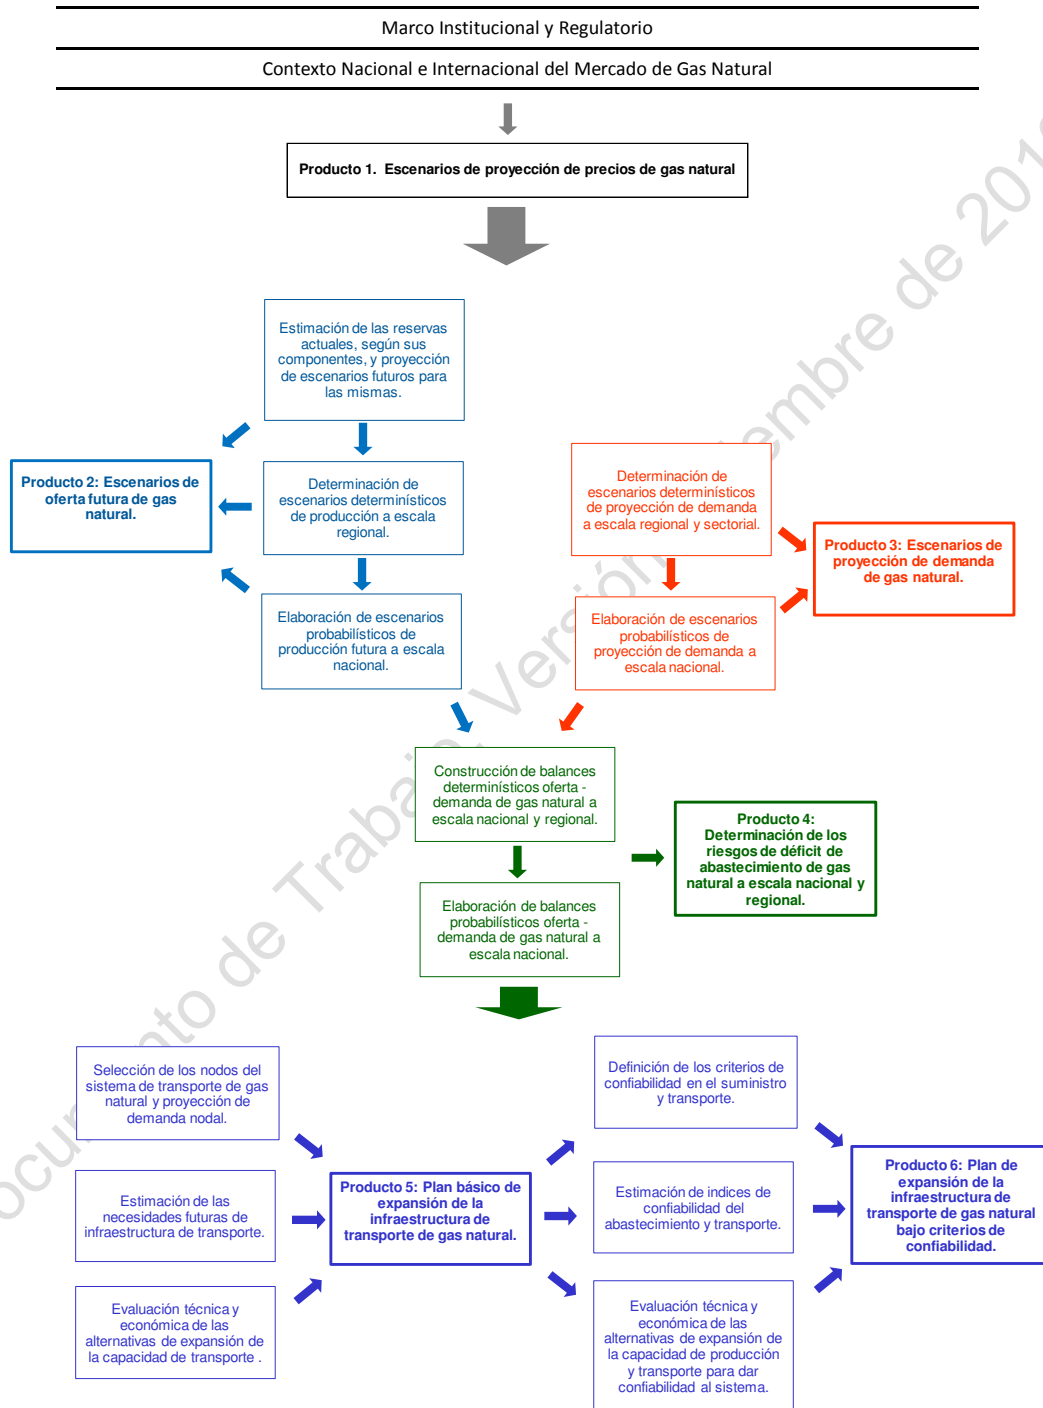 Marco Institucional y Regulatorio
Contexto Nacional e Internacional del Mercado de Gas Natural
Producto 1. Escenarios de proyección de precios de gas natural
Estimación de las reservas
actuales, según sus
componentes, y proyección
de escenarios futuros para
las mismas.
Producto 2: Escenarios de
oferta futura de gas
natural.
Determinación de
escenarios determinísticos
de producción a escala
regional.
Elaboración de escenarios
probabilísticos de
producción futura a escala
nacional.
Determinación de
escenarios determinísticos
de proyección de demanda
a escala regional y sectorial.
Producto 3: Escenarios de
proyección de demanda
de gas natural.
Elaboración de escenarios
probabilísticos de
proyección de demanda a
escala nacional.
Construcción de balances
determinísticos oferta -
demanda de gas natural a
escala nacional y regional.
Producto 4:
Determinación de los
riesgos de déficit de
abastecimiento de gas
natural a escala nacional y
regional.
Elaboración de balances
probabilísticos oferta -
demanda de gas natural a
escala nacional.
Selección de los nodos del
sistema de transporte de gas
natural y proyección de
demanda nodal.
Estimación de las
necesidades futuras de
infraestructura de transporte.
Evaluación técnica y
económica de las
alternativas de expansión de
la capacidad de transporte .
Producto 5: Plan básico de
expansión de la
infraestructura de
transporte de gas natural.
Definición de los criterios de
confiabilidad en el suministro
y transporte.
Estimación de indices de
confiabilidad del
abastecimiento y transporte.
Evaluación técnica y
económica de las
alternativas de expansión de
la capacidad de producción
y transporte para dar
confiabilidad al sistema.
Producto 6: Plan de
expansión de la
infraestructura de
transporte de gas natural
bajo criterios de
confiabilidad.
de Trabajo. Versión
de